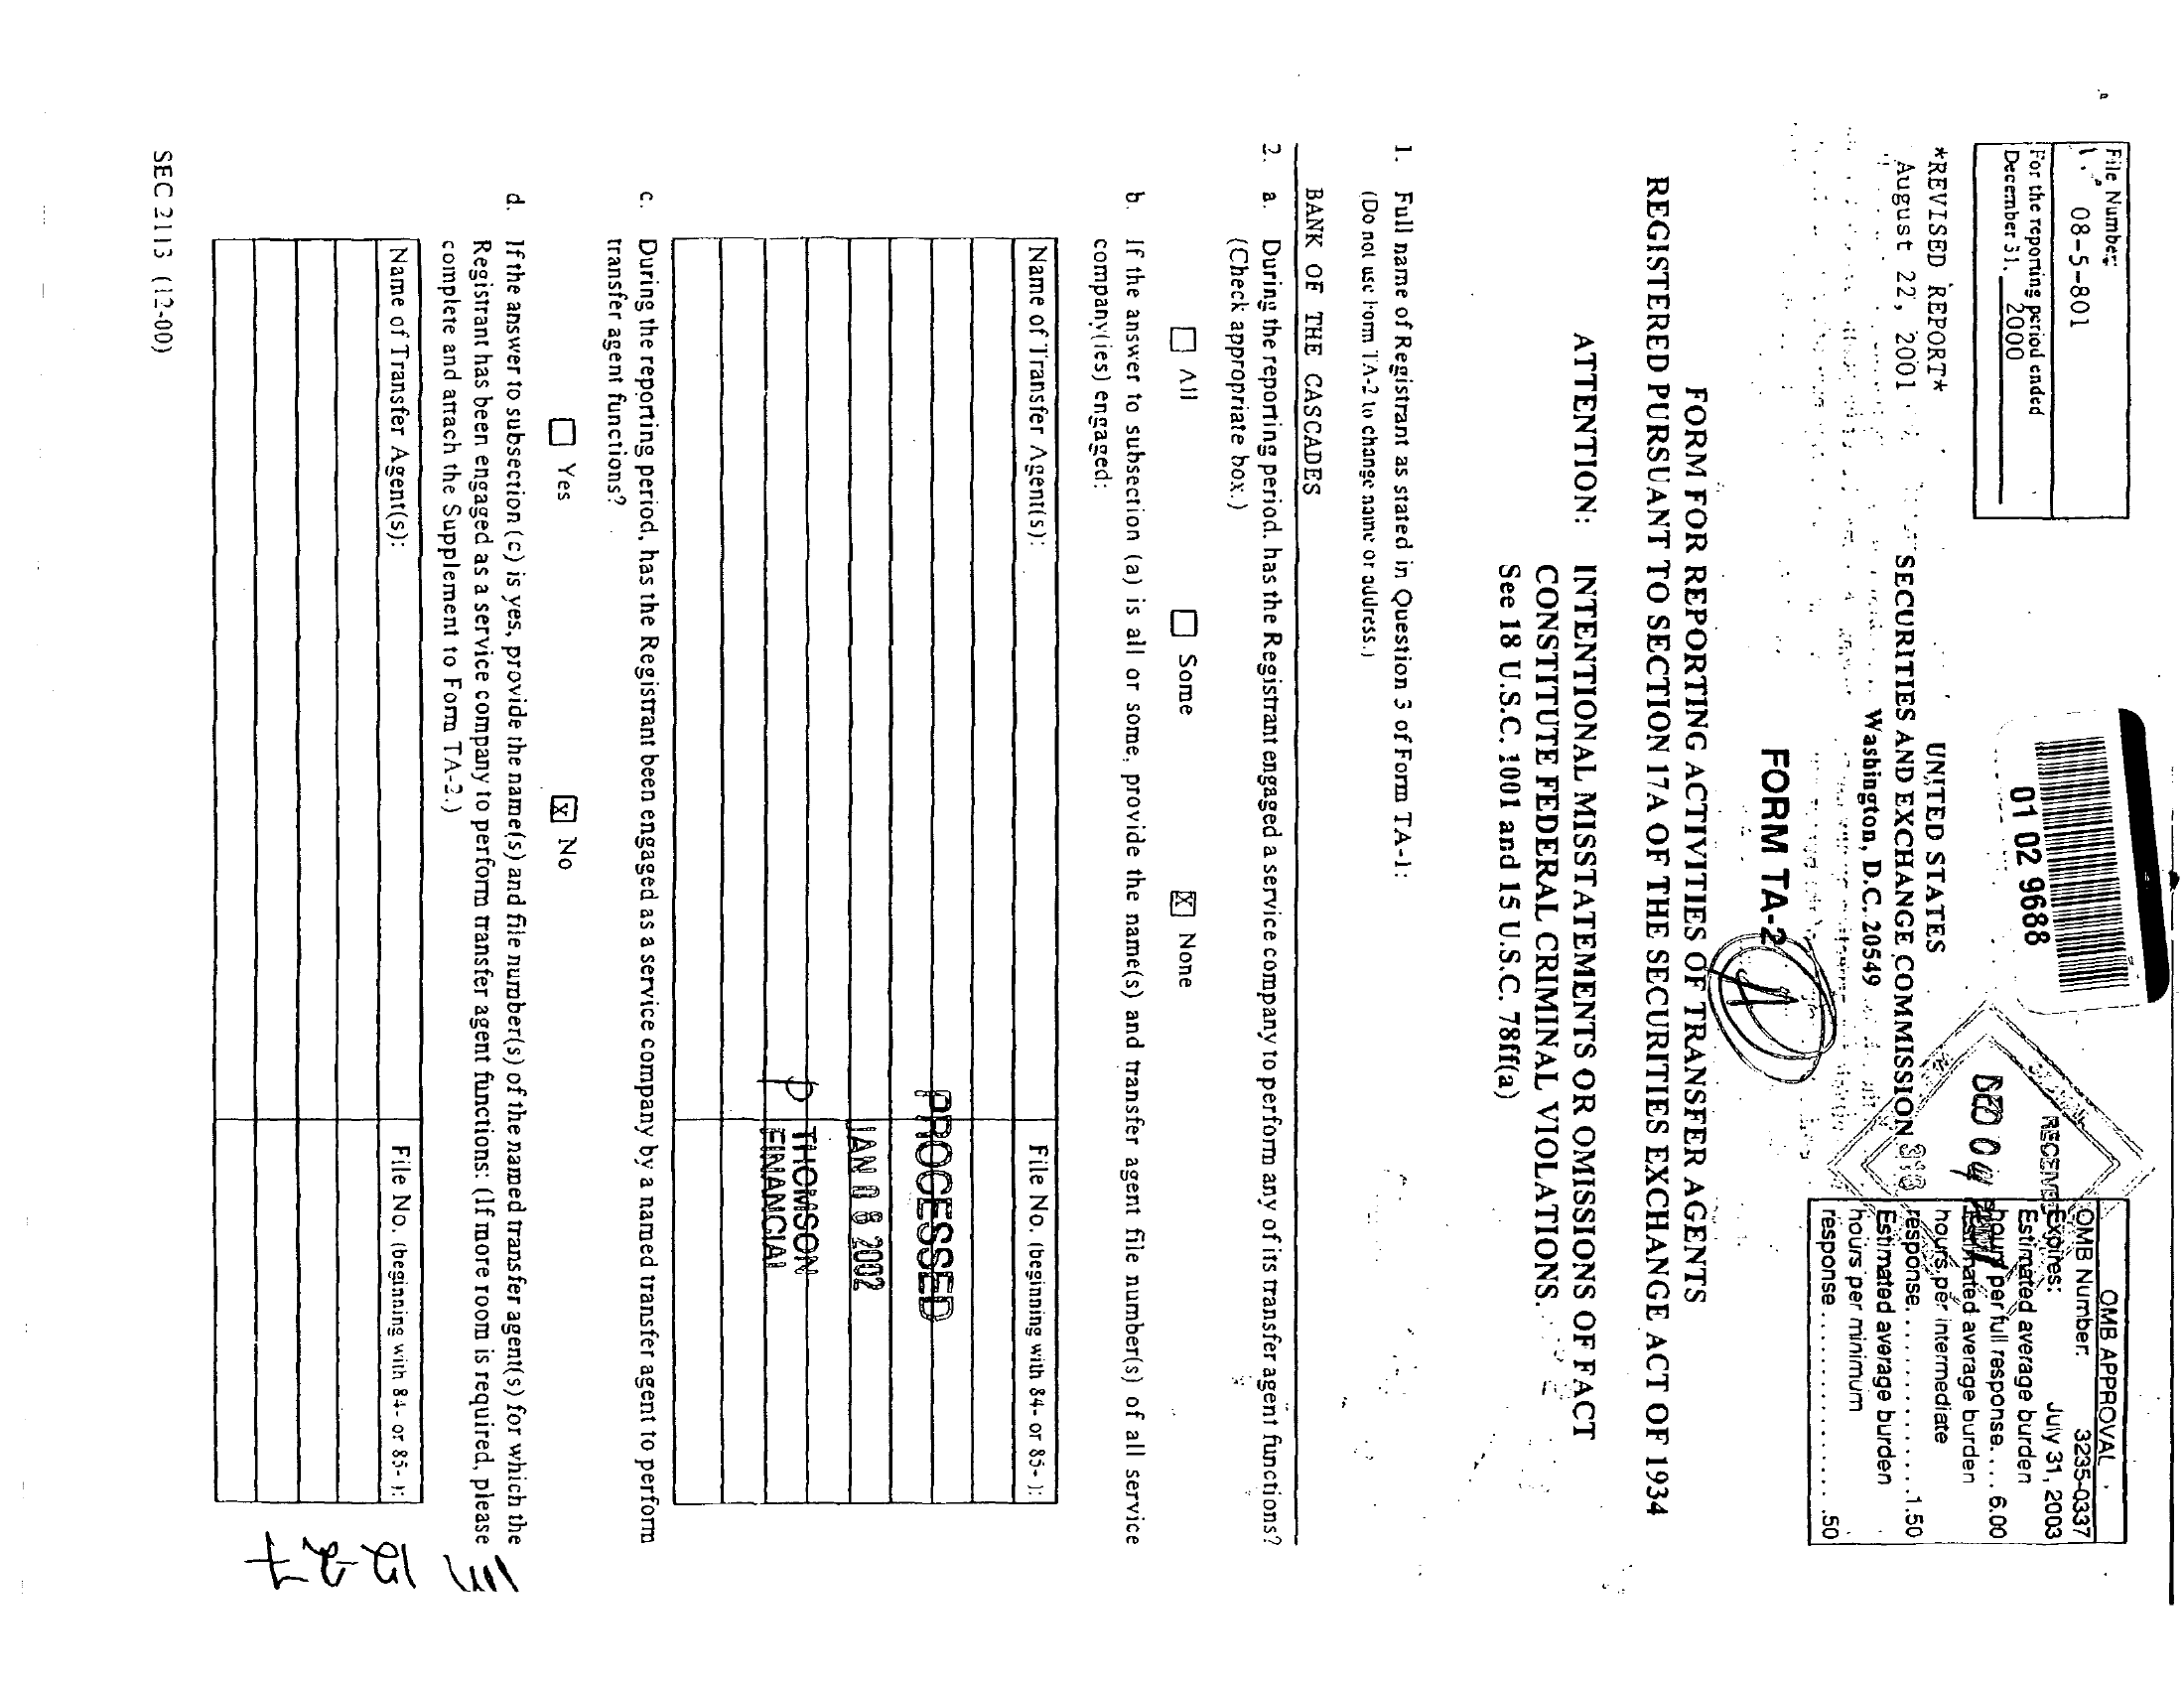 File Number:
08-5-801
For the reporting period ended
December 31, 2000
*REVISED REPORT*
August 22, 2001
01 02 9688
UNITED STATES
SECURITIES AND EXCHANGE COMMISSION
Washington, D.C. 20549
RECEIVED
OMB APPROVAL
OMB Number: 3235-0337
Expires: July 31, 2003
Estimated average burden
hours per full response. . . . 6.00
Estimated average burden
hours per intermediate
response. . . . . . . . . . . . .1.50
Estimated average burden
hours per minimum
response . . . . . . . . . . . . . .50
FORM TA-2
FORM FOR REPORTING ACTIVITIES OF TRANSFER AGENTS
REGISTERED PURSUANT TO SECTION 17A OF THE SECURITIES EXCHANGE ACT OF 1934
ATTENTION: INTENTIONAL MISSTATEMENTS OR OMISSIONS OF FACT
CONSTITUTE FEDERAL CRIMINAL VIOLATIONS.
See 18 U.S.C. 1001 and 15 U.S.C. 78ff(a)
1. Full name of Registrant as stated in Question 3 of Form TA-1:
(Do not use Form TA-2 to change name or address.)
BANK OF THE CASCADES
2. a. During the reporting period, has the Registrant engaged a service company to perform any of its transfer agent functions?
(Check appropriate box.)
All Some X None
b. If the answer to subsection (a) is all or some, provide the name(s) and transfer agent file number(s) of all service
company(ies) engaged:
Name of Transfer Agent(s): File No. (beginning with 84- or 85- ):
PROCESSED
JAN 08 2002
P THOMSON
FINANCIAL
c. During the reporting period, has the Registrant been engaged as a service company by a named transfer agent to perform
transfer agent functions?
Yes X No
d. If the answer to subsection (c) is yes, provide the name(s) and file number(s) of the named transfer agent(s) for which the
Registrant has been engaged as a service company to perform transfer agent functions: (If more room is required, please
complete and attach the Supplement to Form TA-2.)
Name of Transfer Agent(s): File No. (beginning with 84- or 85- ):
SEC 2113 (12-00)
12-27